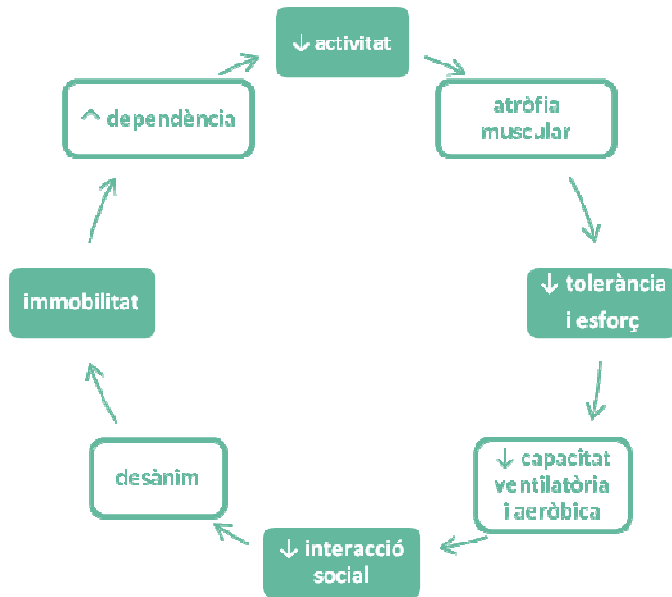 ↓ activitat
atròfia
muscular
↓ tolerància
i esforç
↓ capacitat
ventilatòria
i aeròbica
↓ interacció
social
desànim
immobilitat
^ dependència